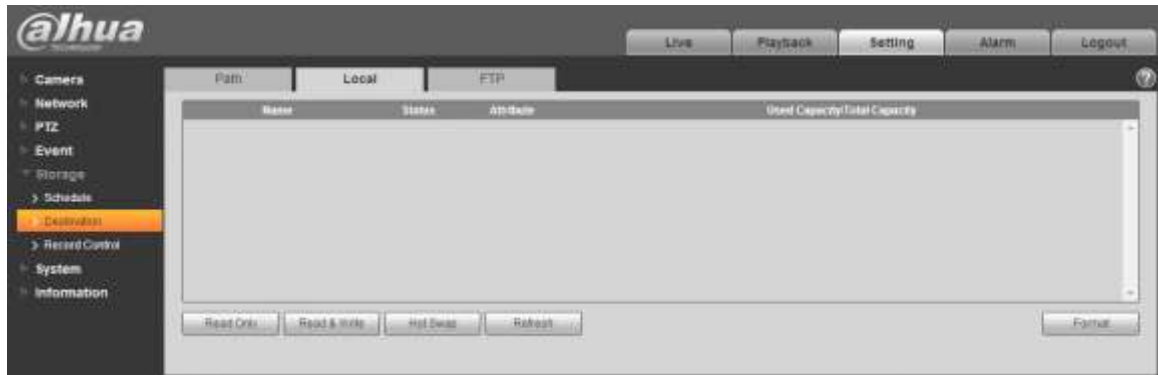 alhua
TECHNOLOGY
Live Playback Setting Alarm Logout
Camera
Network
PTZ
Event
Storage
Schedule
Destination
Record Control
System
Information
Path Local FTP
?
Name Status Attribute Used Capacity/Total Capacity
Read Only Read & Write Hot Swap Refresh Format